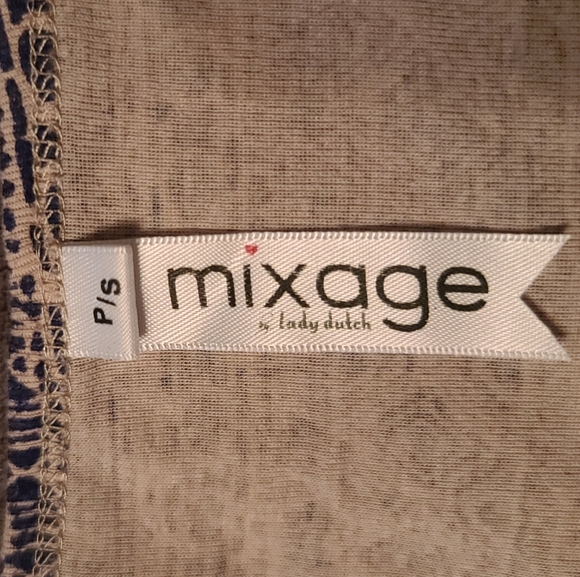 P/S
mixage
by lady dutch